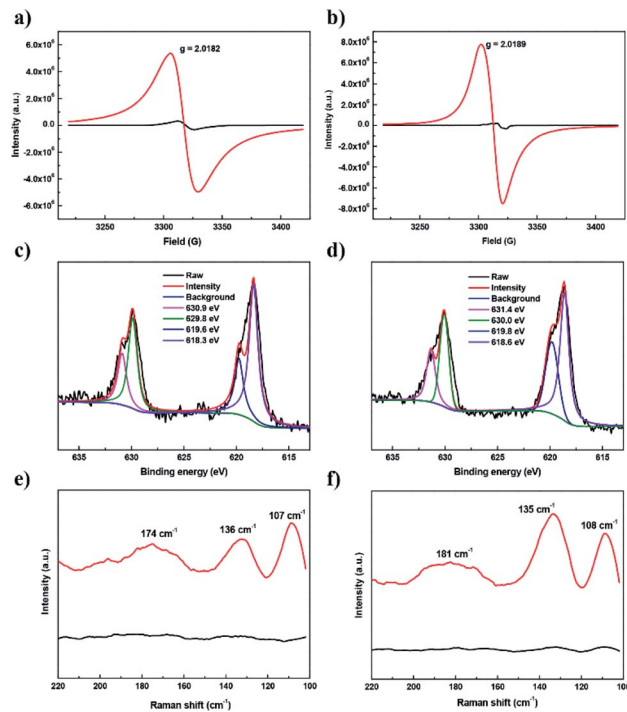 a)
6.0x10⁶
4.0x10⁶
2.0x10⁶
0.0
-2.0x10⁶
-4.0x10⁶
-6.0x10⁶
Intensity (a.u.)
g = 2.0182
3250 3300 3350 3400
Field (G)
b)
8.0x10⁶
6.0x10⁶
4.0x10⁶
2.0x10⁶
0.0
-2.0x10⁶
-4.0x10⁶
-6.0x10⁶
-8.0x10⁶
Intensity (a.u.)
g = 2.0189
3250 3300 3350 3400
Field (G)
c)
Raw
Intensity
Background
630.9 eV
629.8 eV
619.6 eV
618.3 eV
635 630 625 620 615
Binding energy (eV)
d)
Raw
Intensity
Background
631.4 eV
630.0 eV
619.8 eV
618.6 eV
635 630 625 620 615
Binding energy (eV)
e)
Intensity (a.u.)
174 cm⁻¹
136 cm⁻¹
107 cm⁻¹
220 200 180 160 140 120 100
Raman shift (cm⁻¹)
f)
Intensity (a.u.)
181 cm⁻¹
135 cm⁻¹
108 cm⁻¹
220 200 180 160 140 120 100
Raman shift (cm⁻¹)